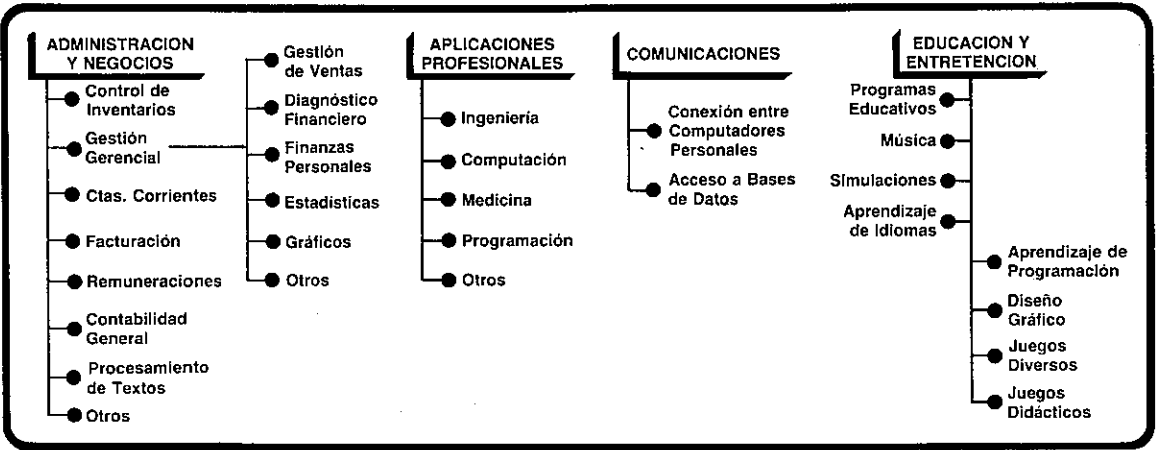 ADMINISTRACION
Y NEGOCIOS
Control de
Inventarios
Gestión
Gerencial
Ctas. Corrientes
Facturación
Remuneraciones
Contabilidad
General
Procesamiento
de Textos
Otros
Gestión
de Ventas
Diagnóstico
Financiero
Finanzas
Personales
Estadísticas
Gráficos
Otros
APLICACIONES
PROFESIONALES
Ingeniería
Computación
Medicina
Programación
Otros
COMUNICACIONES
Conexión entre
Computadores
Personales
Acceso a Bases
de Datos
EDUCACION Y
ENTRETENCION
Programas
Educativos
Música
Simulaciones
Aprendizaje
de Idiomas
Aprendizaje de
Programación
Diseño
Gráfico
Juegos
Diversos
Juegos
Didácticos